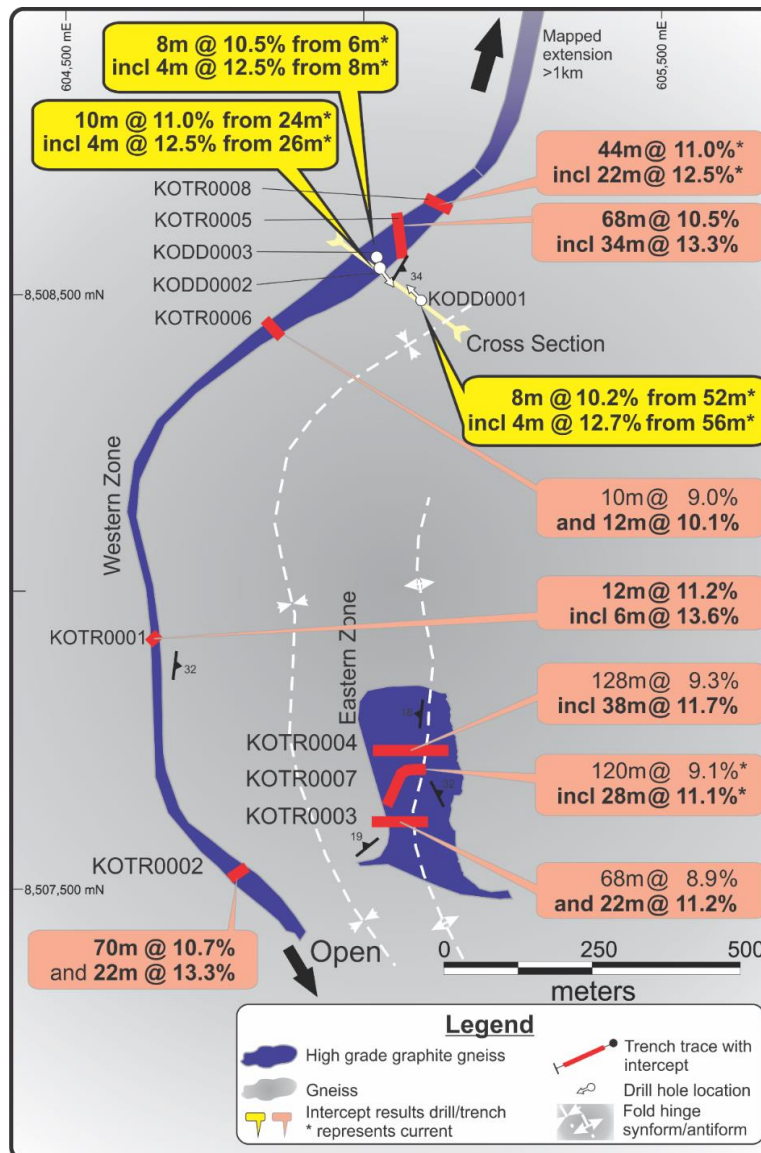 604,500 mE
605,500 mE
8m @ 10.5% from 6m*
incl 4m @ 12.5% from 8m*
Mapped
extension
>1km
10m @ 11.0% from 24m*
incl 4m @ 12.5% from 26m*
44m@ 11.0%*
incl 22m@ 12.5%*
KOTR0008
KOTR0005
KODD0003
KODD0002
68m@ 10.5%
incl 34m@ 13.3%
34
8,508,500 mN
KODD0001
KOTR0006
Cross Section
8m @ 10.2% from 52m*
incl 4m @ 12.7% from 56m*
Western Zone
10m@ 9.0%
and 12m@ 10.1%
12m@ 11.2%
incl 6m@ 13.6%
KOTR0001
32
Eastern Zone
128m@ 9.3%
incl 38m@ 11.7%
18
KOTR0004
KOTR0007
KOTR0003
120m@ 9.1%*
incl 28m@ 11.1%*
19
KOTR0002
8,507,500 mN
68m@ 8.9%
and 22m@ 11.2%
70m @ 10.7%
and 22m@ 13.3%
Open
0 250 500
meters
Legend
High grade graphite gneiss
Gneiss
Intercept results drill/trench
* represents current
Trench trace with
intercept
Drill hole location
Fold hinge
synform/antiform